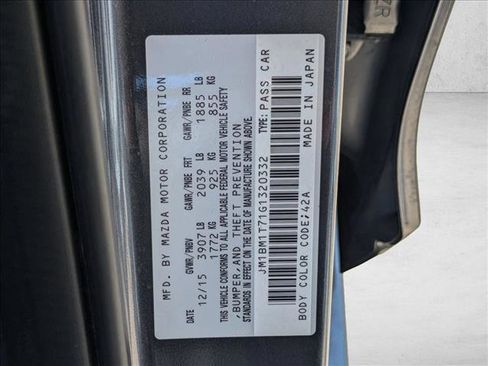 MFD. BY MAZDA MOTOR CORPORATION
DATE GVWR/PNBV GAWR/PNBE FRT GAWR/PNBE RR
12/15 3907 LB 2039 LB 1885 LB
1772 KG 925 KG 855 KG
THIS VEHICLE CONFORMS TO ALL APPLICABLE FEDERAL MOTOR VEHICLE SAFETY
, BUMPER, AND THEFT PREVENTION
STANDARDS IN EFFECT ON THE DATE OF MANUFACTURE SHOWN ABOVE.
JM1BM1T71G1320332 TYPE: PASS CAR
BODY COLOR CODE;42A MADE IN JAPAN